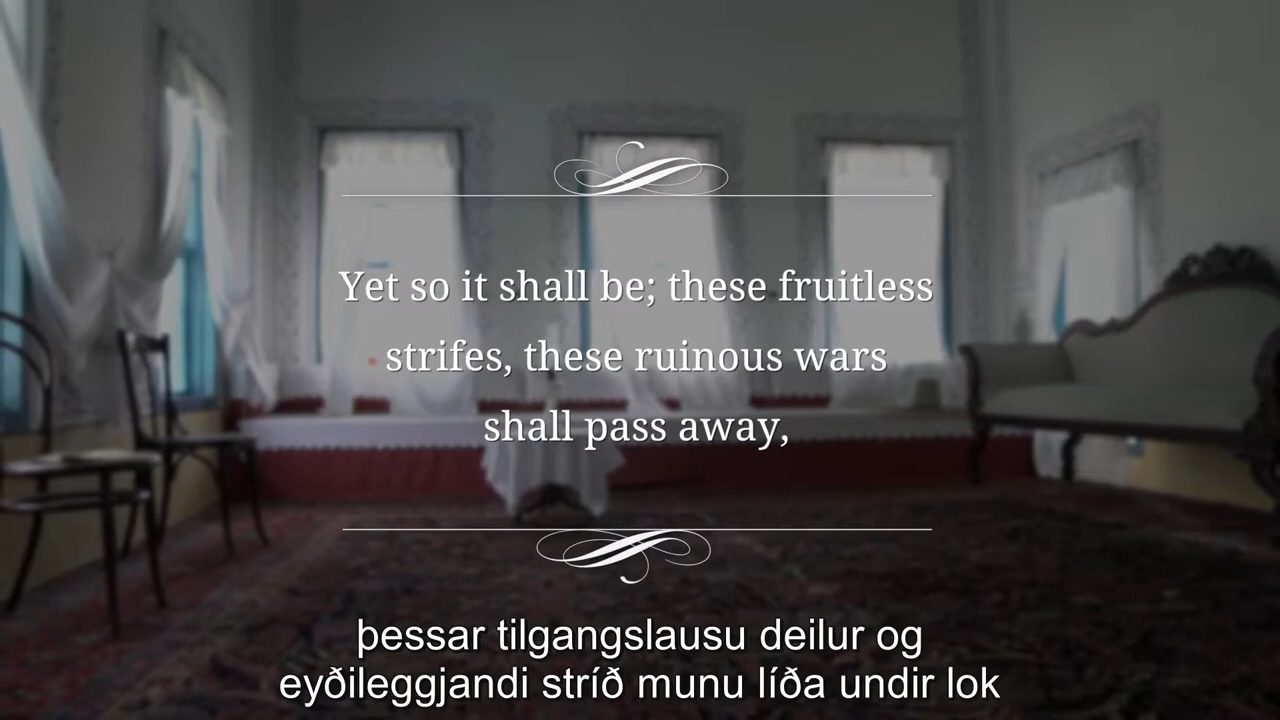 Yet so it shall be; these fruitless
strifes, these ruinous wars
shall pass away,
þessar tilgangslausu deilur og
eyðileggjandi stríð munu líða undir lok